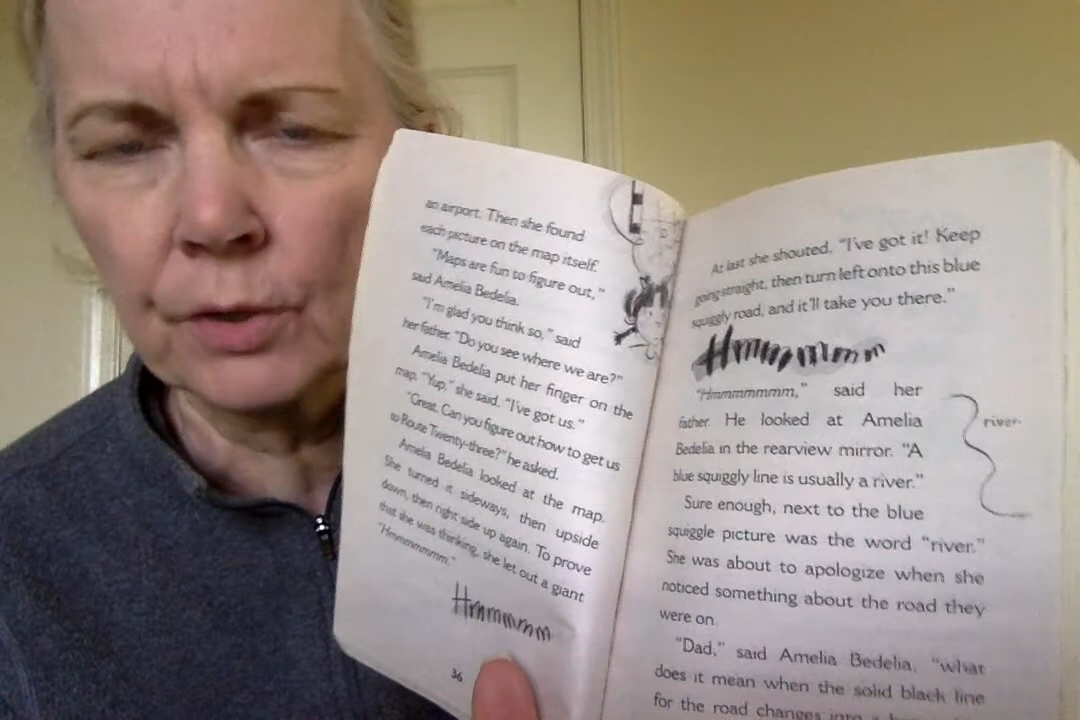 an airport. Then she found
each picture on the map itself.
"Maps are fun to figure out,"
said Amelia Bedelia.
"I'm glad you think so," said
her father. "Do you see where we are?"
Amelia Bedelia put her finger on the
map. "Yup," she said. "I've got us."
"Great. Can you figure out how to get us
to Route Twenty-three?" he asked.
Amelia Bedelia looked at the map.
She turned it sideways, then upside
down, then right side up again. To prove
that she was thinking, she let out a giant
"Hmmmmmmm."
Hmmmmmm
36
At last she shouted, "I've got it! Keep
going straight, then turn left onto this blue
squiggly road, and it'll take you there."
Hmmmmmm
"Hmmmmmmm," said her
father. He looked at Amelia
Bedelia in the rearview mirror. "A
blue squiggly line is usually a river."
river
Sure enough, next to the blue
squiggle picture was the word "river."
She was about to apologize when she
noticed something about the road they
were on.
"Dad," said Amelia Bedelia, "what
does it mean when the solid black line
for the road changes into a